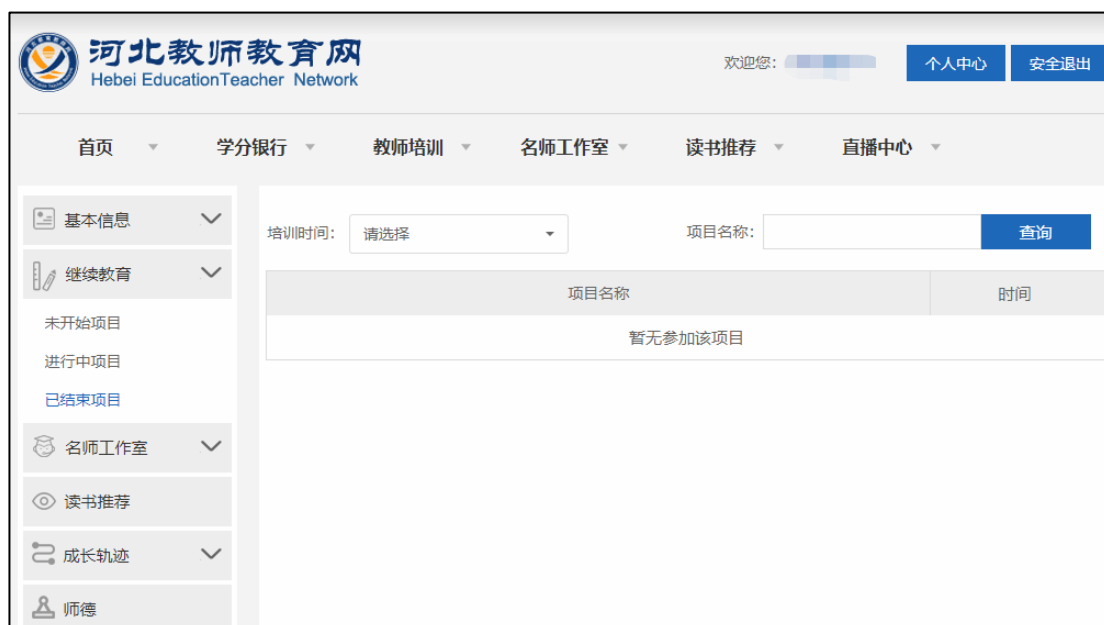 河北教师教育网
Hebei EducationTeacher Network
欢迎您:
个人中心
安全退出
首页 学分银行 教师培训 名师工作室 读书推荐 直播中心
基本信息
继续教育
未开始项目
进行中项目
已结束项目
名师工作室
读书推荐
成长轨迹
师德
培训时间: 请选择 项目名称: 查询
项目名称 时间
暂无参加该项目